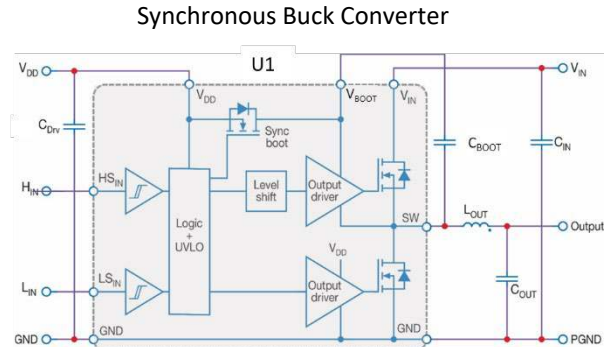 Synchronous Buck Converter
U1
VDD
VDD
VBOOT
VIN
VIN
CDrv
Sync
boot
CBOOT
CIN
HIN
HSIN
Level
shift
Output
driver
Logic
+
UVLO
SW
LOUT
Output
VDD
LIN
LSIN
Output
driver
COUT
GND
GND
GND
PGND